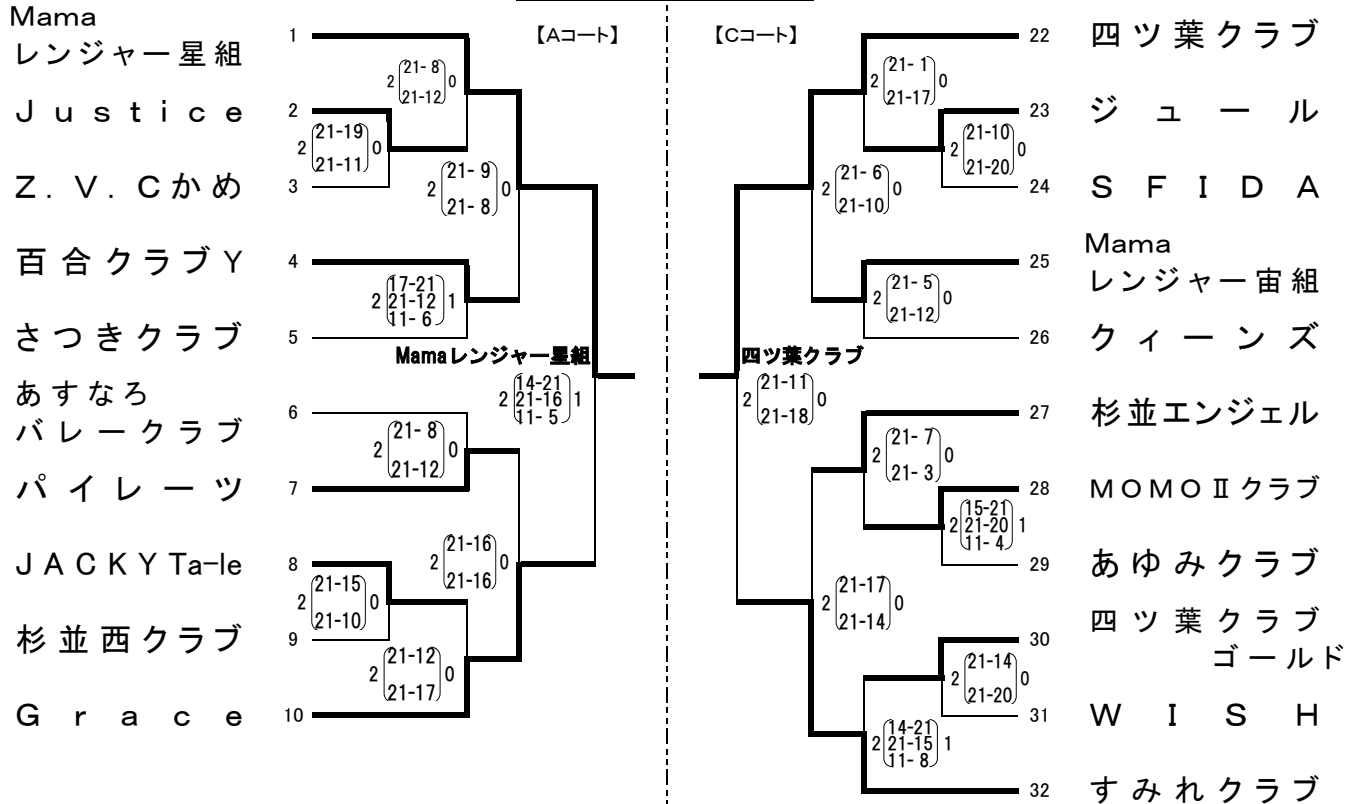 【Aコート】
Mama
レンジャー星組
1
2 21- 8 0
21-12
Justice
2
2 21-19 0
21-11
Z.V.Cかめ
3
2 21- 9 0
21- 8
百合クラブY
4
17-21
2 21-12 1
11- 6
さつきクラブ
5
Mamaレンジャー星組
14-21
2 21-16 1
11- 5
あすなろ
バレークラブ
6
2 21- 8 0
21-12
パイレーツ
7
2 21-16 0
21-16
JACKY Ta-le
8
2 21-15 0
21-10
杉並西クラブ
9
2 21-12 0
21-17
Grace
10
【Cコート】
22
四ツ葉クラブ
2 21- 1 0
21-17
23
ジュール
2 21-10 0
21-20
24
SFIDA
2 21- 6 0
21-10
25
Mama
レンジャー宙組
2 21- 5 0
21-12
26
クィーンズ
四ツ葉クラブ
2 21-11 0
21-18
27
杉並エンジェル
2 21- 7 0
21- 3
28
MOMOⅡクラブ
15-21
2 21-20 1
11- 4
29
あゆみクラブ
2 21-17 0
21-14
30
四ツ葉クラブ
ゴールド
2 21-14 0
21-20
31
WISH
14-21
2 21-15 1
11- 8
32
すみれクラブ